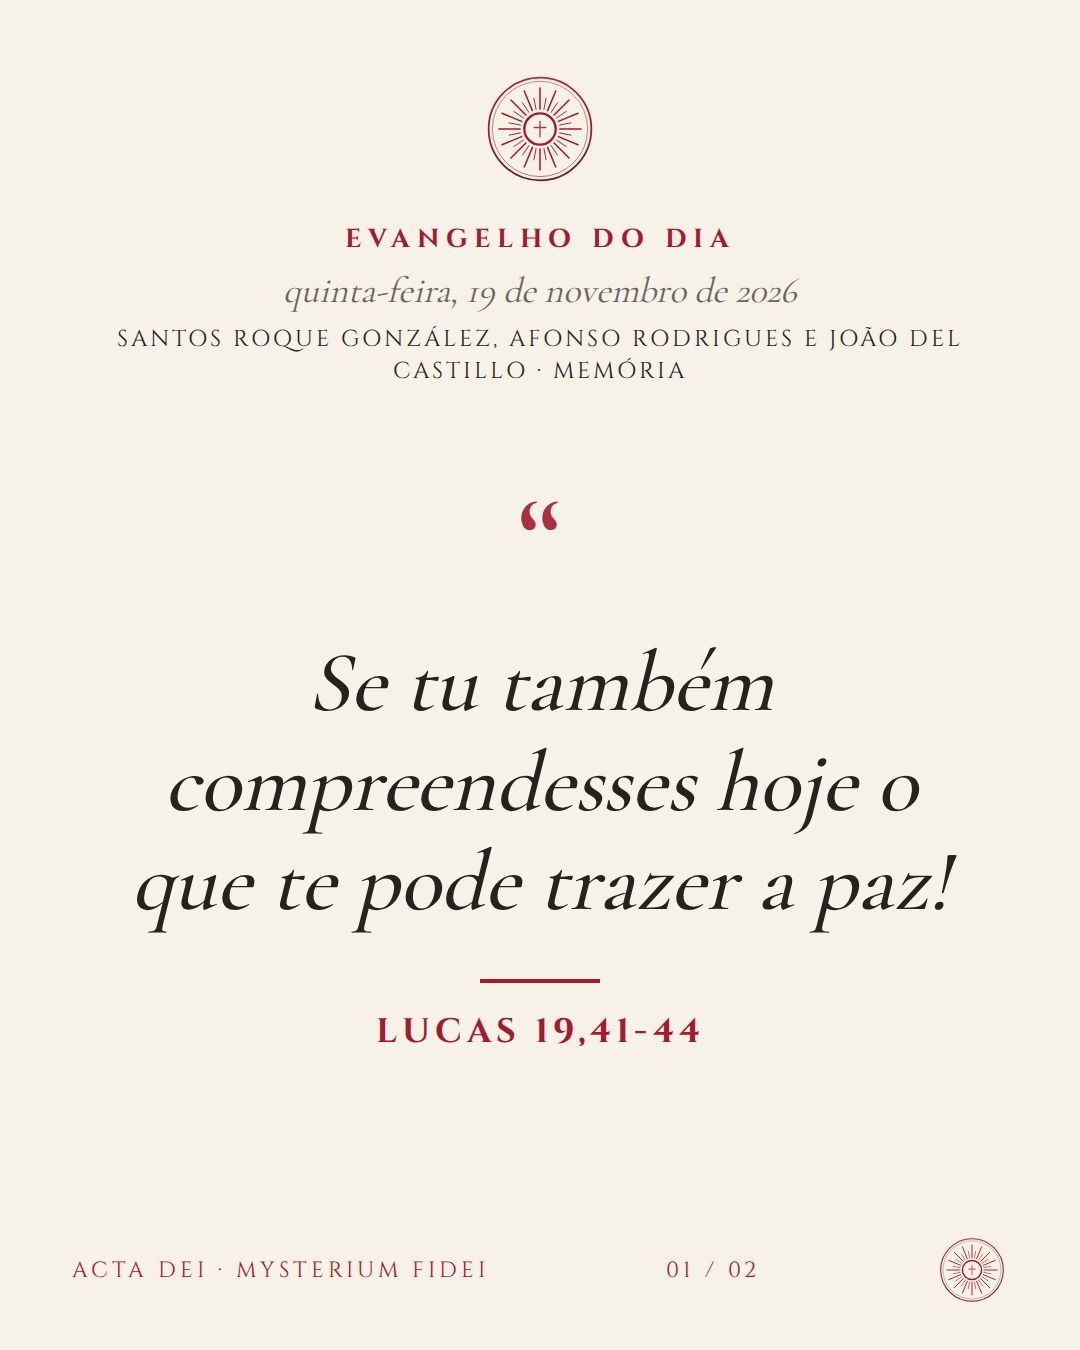 EVANGELHO DO DIA
quinta-feira, 19 de novembro de 2026
SANTOS ROQUE GONZÁLEZ, AFONSO RODRIGUES E JOÃO DEL
CASTILLO · MEMÓRIA
“
Se tu também
compreendesses hoje o
que te pode trazer a paz!
LUCAS 19,41-44
ACTA DEI · MYSTERIUM FIDEI
01 / 02